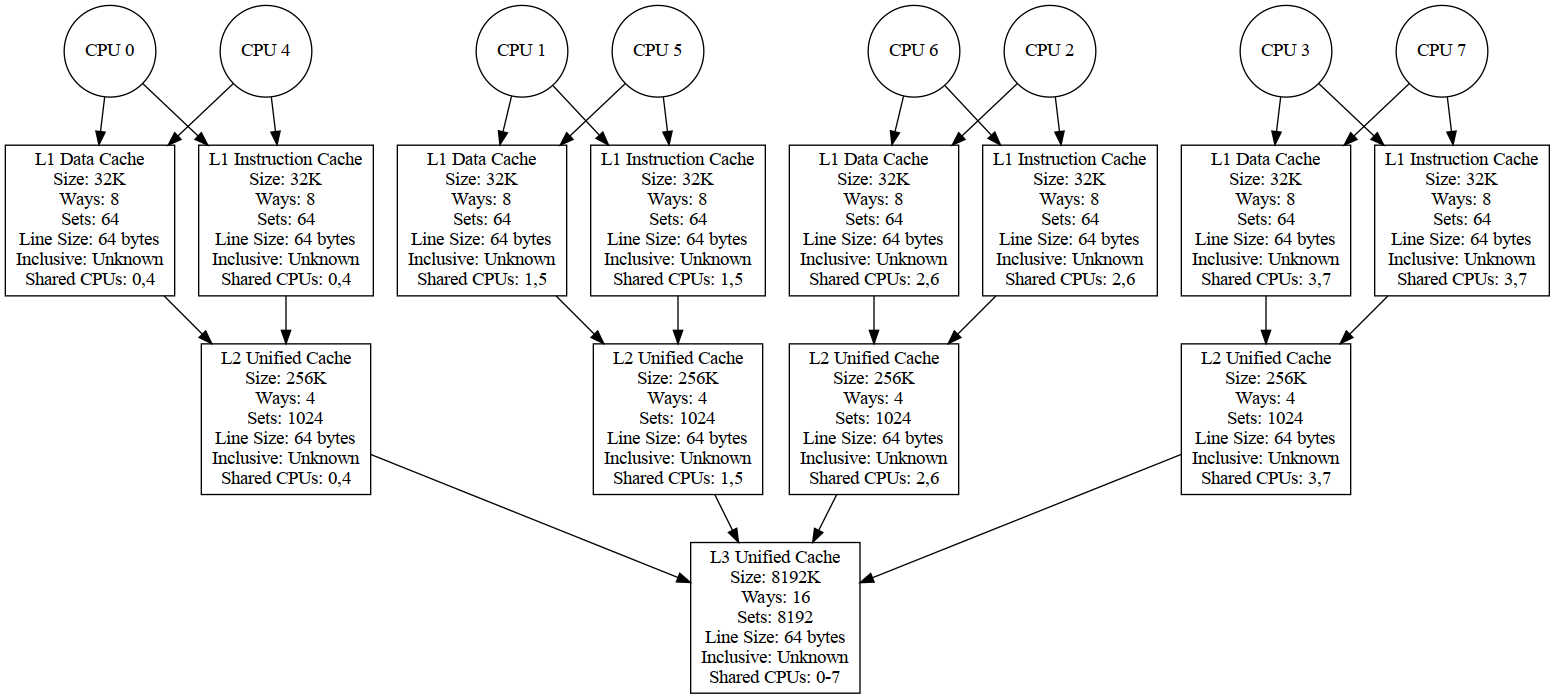 CPU 0
CPU 4
CPU 1
CPU 5
CPU 6
CPU 2
CPU 3
CPU 7
L1 Data Cache
Size: 32K
Ways: 8
Sets: 64
Line Size: 64 bytes
Inclusive: Unknown
Shared CPUs: 0,4
L1 Instruction Cache
Size: 32K
Ways: 8
Sets: 64
Line Size: 64 bytes
Inclusive: Unknown
Shared CPUs: 0,4
L1 Data Cache
Size: 32K
Ways: 8
Sets: 64
Line Size: 64 bytes
Inclusive: Unknown
Shared CPUs: 1,5
L1 Instruction Cache
Size: 32K
Ways: 8
Sets: 64
Line Size: 64 bytes
Inclusive: Unknown
Shared CPUs: 1,5
L1 Data Cache
Size: 32K
Ways: 8
Sets: 64
Line Size: 64 bytes
Inclusive: Unknown
Shared CPUs: 2,6
L1 Instruction Cache
Size: 32K
Ways: 8
Sets: 64
Line Size: 64 bytes
Inclusive: Unknown
Shared CPUs: 2,6
L1 Data Cache
Size: 32K
Ways: 8
Sets: 64
Line Size: 64 bytes
Inclusive: Unknown
Shared CPUs: 3,7
L1 Instruction Cache
Size: 32K
Ways: 8
Sets: 64
Line Size: 64 bytes
Inclusive: Unknown
Shared CPUs: 3,7
L2 Unified Cache
Size: 256K
Ways: 4
Sets: 1024
Line Size: 64 bytes
Inclusive: Unknown
Shared CPUs: 0,4
L2 Unified Cache
Size: 256K
Ways: 4
Sets: 1024
Line Size: 64 bytes
Inclusive: Unknown
Shared CPUs: 1,5
L2 Unified Cache
Size: 256K
Ways: 4
Sets: 1024
Line Size: 64 bytes
Inclusive: Unknown
Shared CPUs: 2,6
L2 Unified Cache
Size: 256K
Ways: 4
Sets: 1024
Line Size: 64 bytes
Inclusive: Unknown
Shared CPUs: 3,7
L3 Unified Cache
Size: 8192K
Ways: 16
Sets: 8192
Line Size: 64 bytes
Inclusive: Unknown
Shared CPUs: 0-7